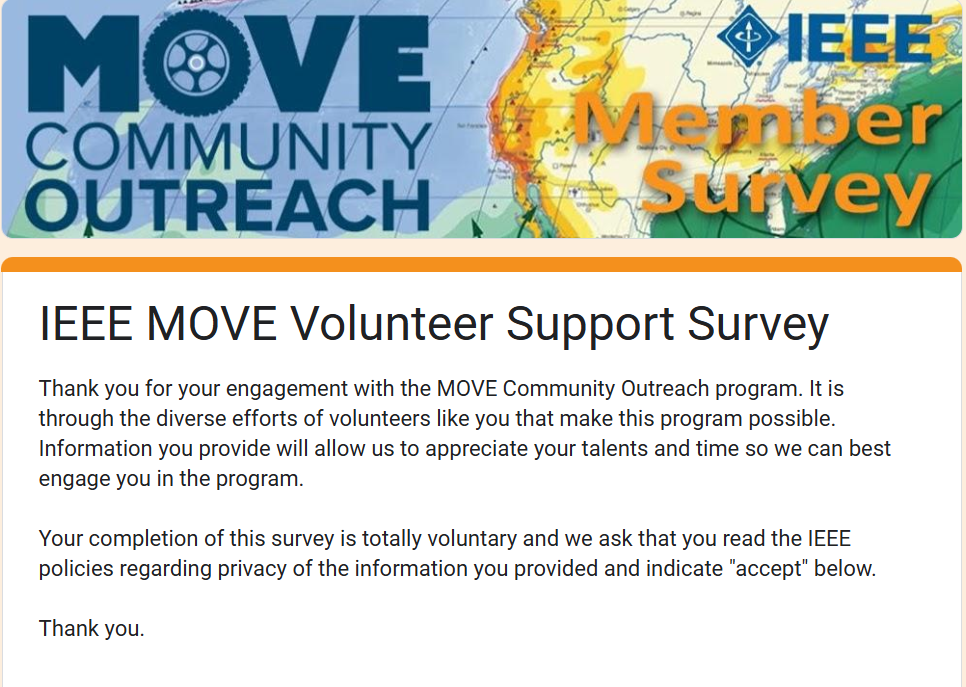 MOVE
COMMUNITY
OUTREACH
IEEE
Member
Survey
IEEE MOVE Volunteer Support Survey
Thank you for your engagement with the MOVE Community Outreach program. It is
through the diverse efforts of volunteers like you that make this program possible.
Information you provide will allow us to appreciate your talents and time so we can best
engage you in the program.
Your completion of this survey is totally voluntary and we ask that you read the IEEE
policies regarding privacy of the information you provided and indicate "accept" below.
Thank you.